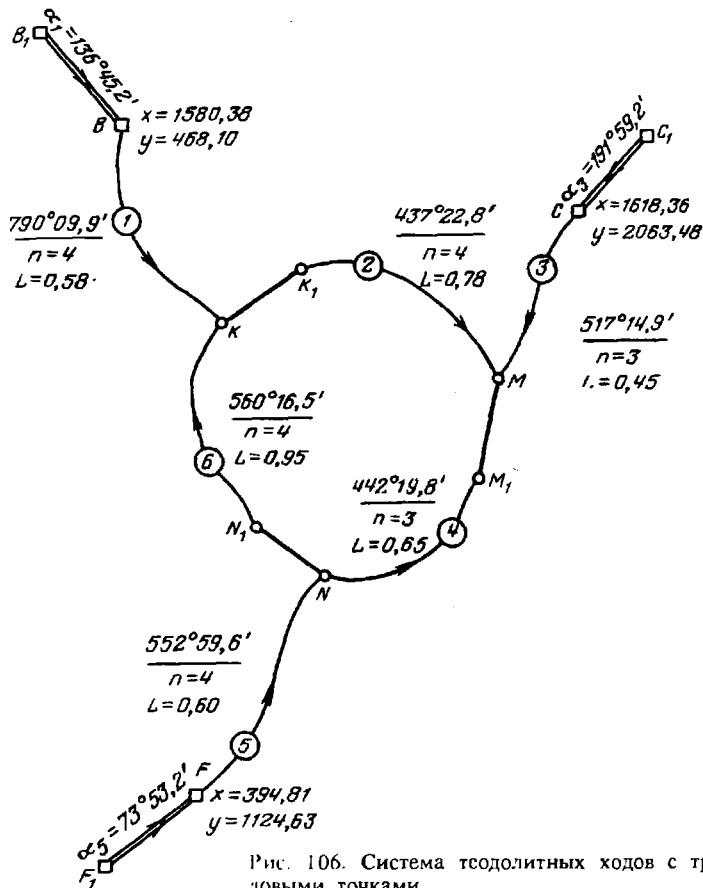 B₁
α₁=136°45,2'
B
x=1580,38
y=468,10
790°09,9'
n=4
L=0,58
1
K
K₁
437°22,8'
n=4
L=0,78
2
C₁
α₃=191°59,2'
C
x=1618,36
y=2063,48
3
517°14,9'
n=3
L=0,45
M
560°16,5'
n=4
L=0,95
6
N₁
442°19,8'
n=3
L=0,65
M₁
4
N
552°59,6'
n=4
L=0,60
5
F
α₅=73°53,2'
x=394,81
y=1124,63
F₁
Рис. 106. Система теодолитных ходов с тр
ловыми точками